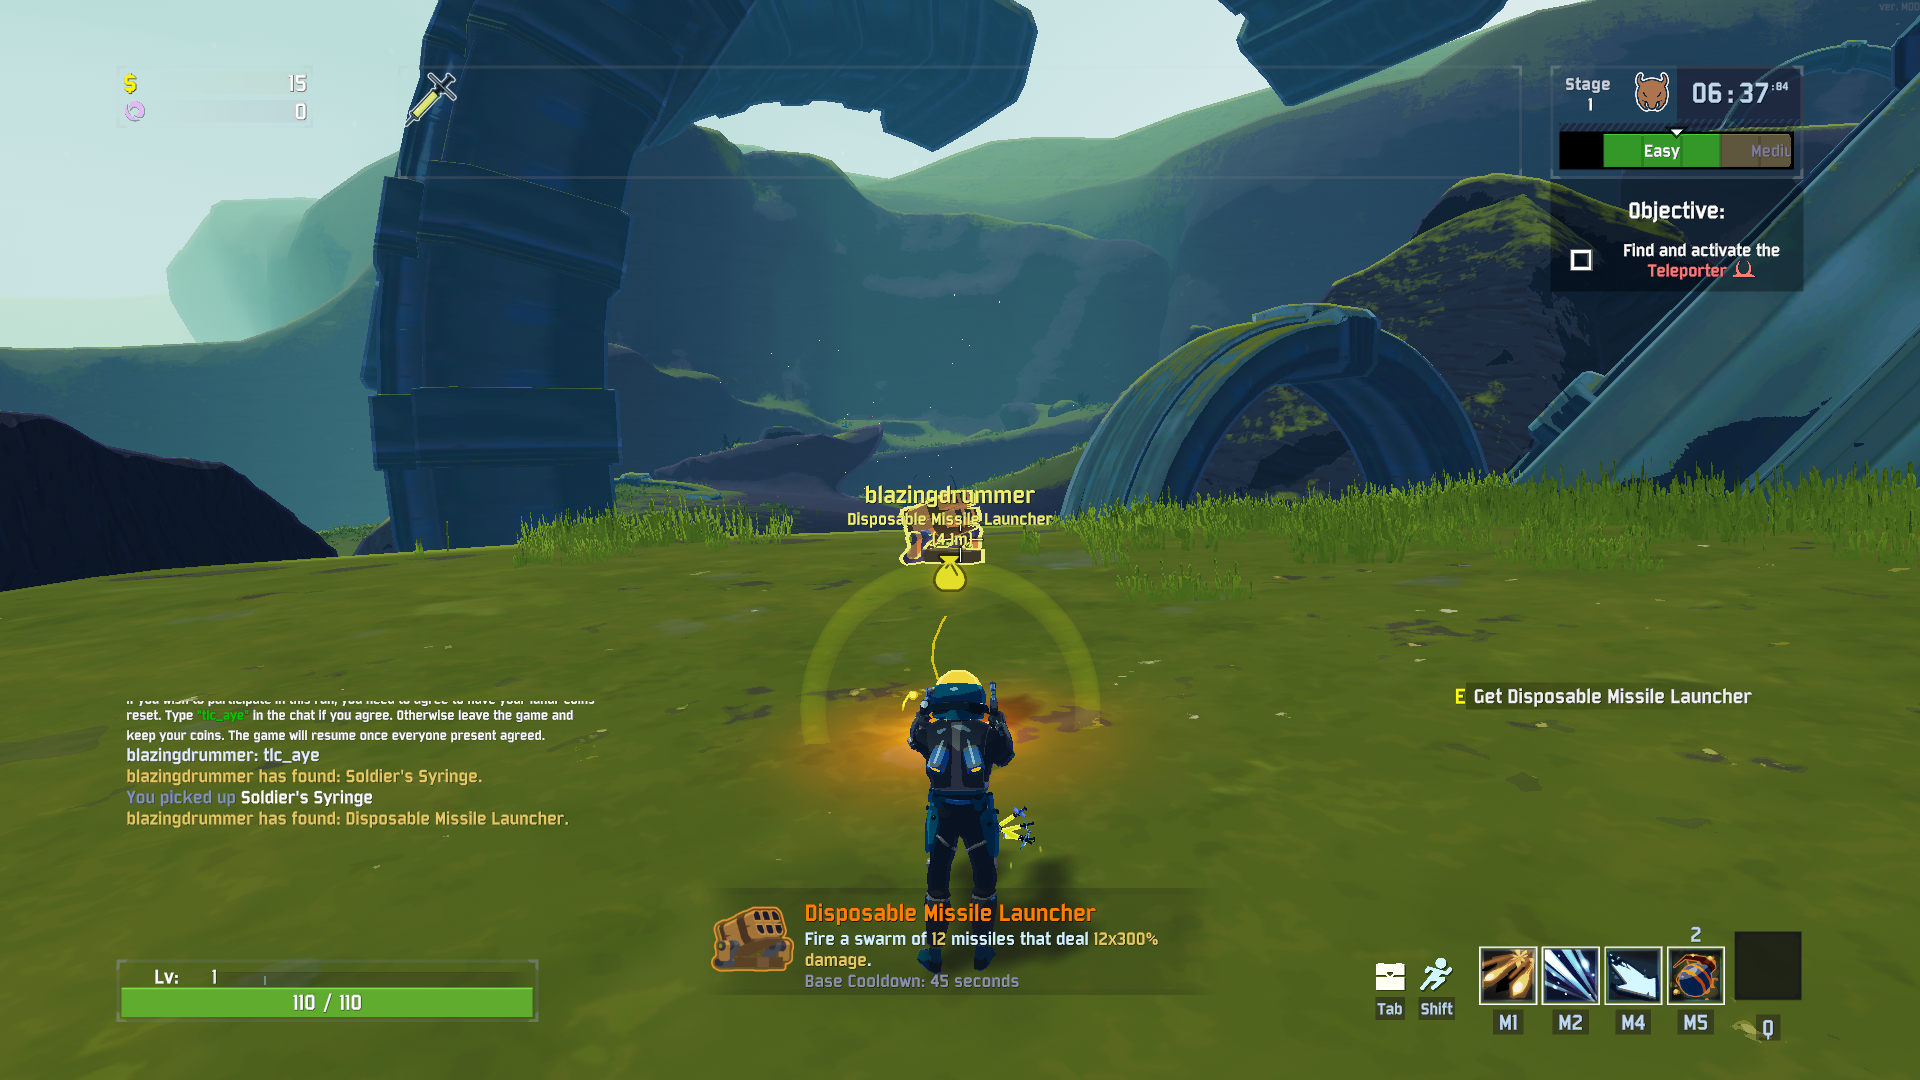 ver. MOD
$ 15
0
Stage
1
06:37:84
Easy
Mediu
Objective:
Find and activate the
Teleporter
blazingdrummer
Disposable Missile Launcher
E Get Disposable Missile Launcher
if you wish to participate in this run, you need to agree to have your lunar coins
reset. Type "tlc_aye" in the chat if you agree. Otherwise leave the game and
keep your coins. The game will resume once everyone present agreed.
blazingdrummer: tlc_aye
blazingdrummer has found: Soldier's Syringe.
You picked up Soldier's Syringe
blazingdrummer has found: Disposable Missile Launcher.
Disposable Missile Launcher
Fire a swarm of 12 missiles that deal 12x300%
damage.
Base Cooldown: 45 seconds
Lv: 1
110 / 110
2
Tab Shift M1 M2 M4 M5 Q